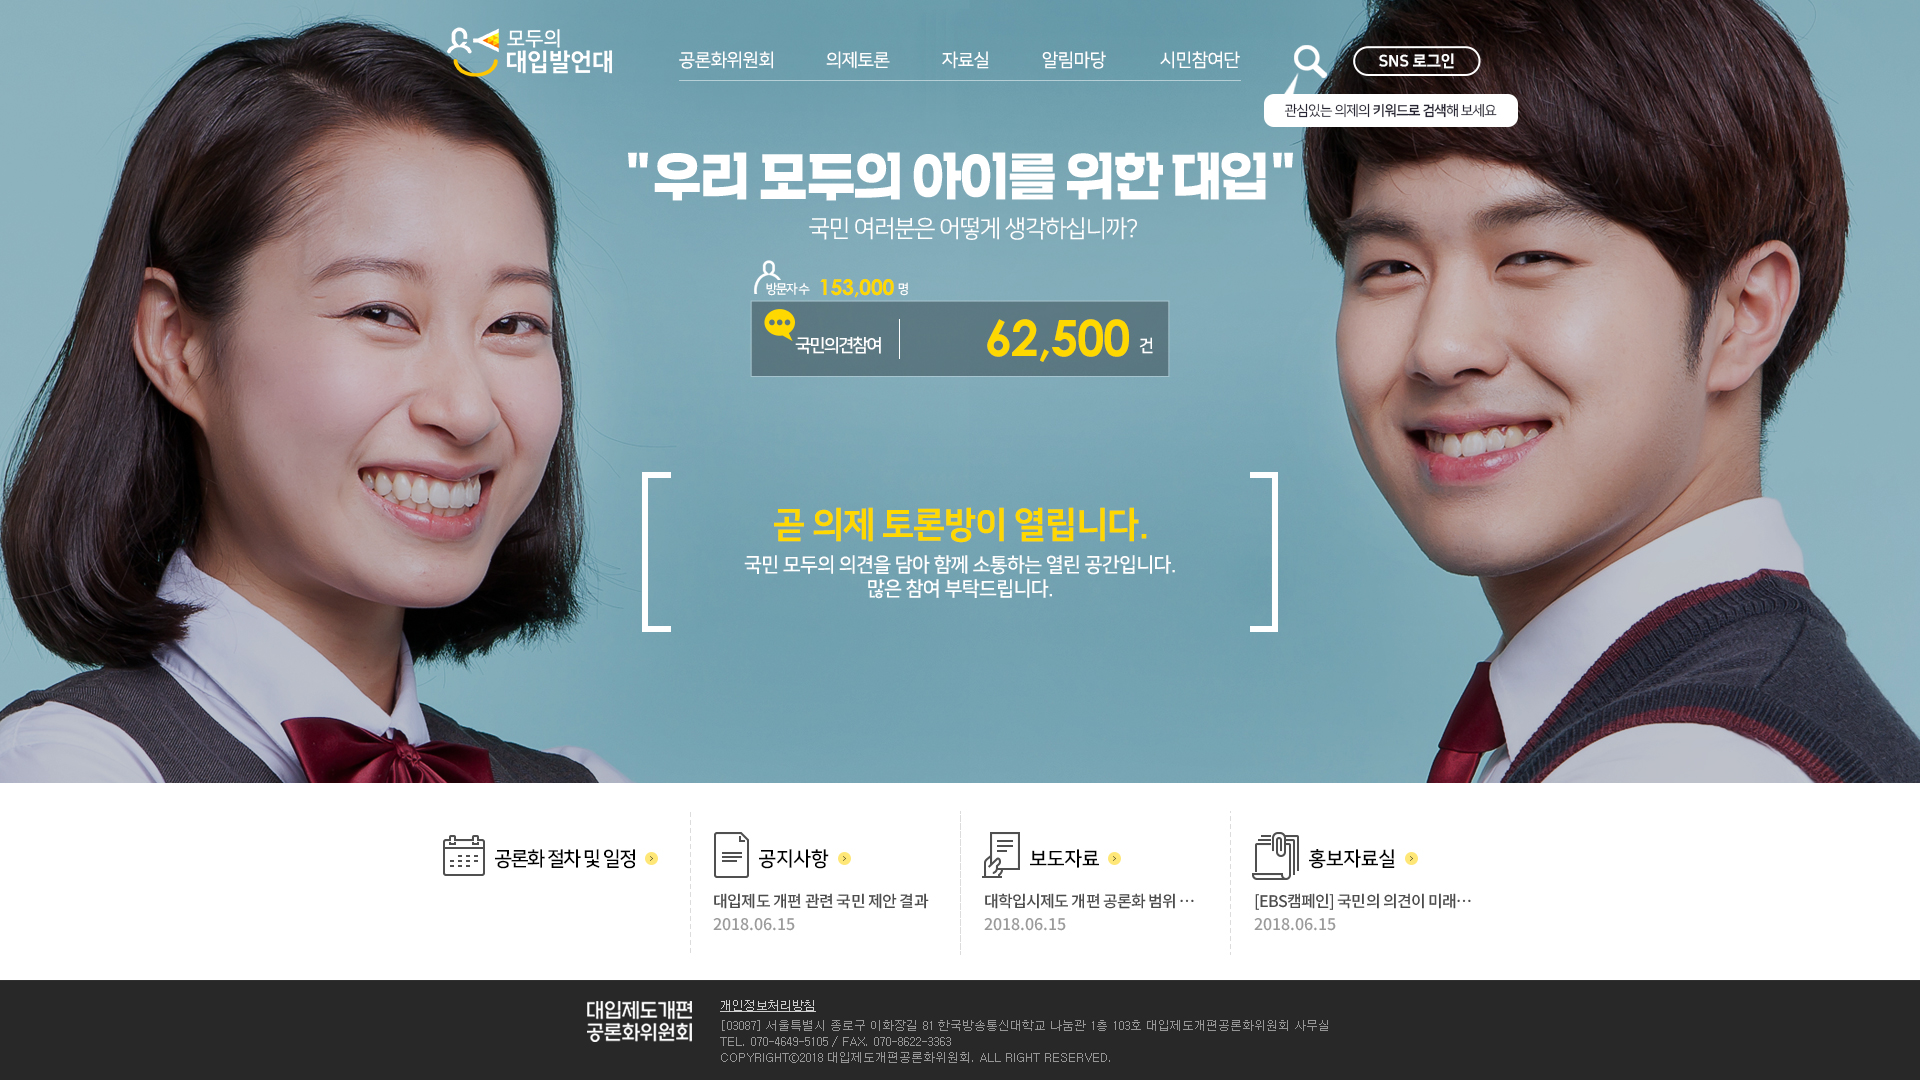 모두의
대입발언대
공론화위원회 의제토론 자료실 알림마당 시민참여단
SNS 로그인
관심있는 의제의 키워드로 검색해 보세요
"우리 모두의 아이를 위한 대입"
국민 여러분은 어떻게 생각하십니까?
방문자 수 153,000 명
국민의견참여 62,500 건
곧 의제 토론방이 열립니다.
국민 모두의 의견을 담아 함께 소통하는 열린 공간입니다.
많은 참여 부탁드립니다.
공론화 절차 및 일정
공지사항
대입제도 개편 관련 국민 제안 결과
2018.06.15
보도자료
대학입시제도 개편 공론화 범위 …
2018.06.15
홍보자료실
[EBS캠페인] 국민의 의견이 미래…
2018.06.15
대입제도개편
공론화위원회
개인정보처리방침
[03087] 서울특별시 종로구 이화장길 81 한국방송통신대학교 나눔관 1층 103호 대입제도개편공론화위원회 사무실
TEL. 070-4649-5105 / FAX. 070-8622-3363
COPYRIGHT©2018 대입제도개편공론화위원회. ALL RIGHT RESERVED.